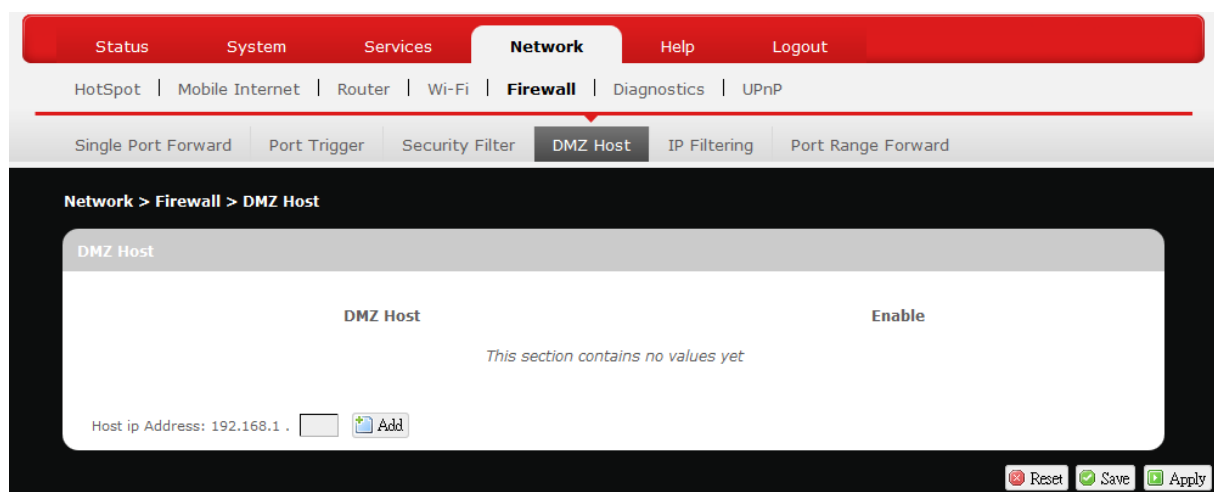 Status System Services Network Help Logout
HotSpot | Mobile Internet | Router | Wi-Fi | Firewall | Diagnostics | UPnP
Single Port Forward Port Trigger Security Filter DMZ Host IP Filtering Port Range Forward
Network > Firewall > DMZ Host
DMZ Host
DMZ Host Enable
This section contains no values yet
Host ip Address: 192.168.1 . Add
Reset Save Apply